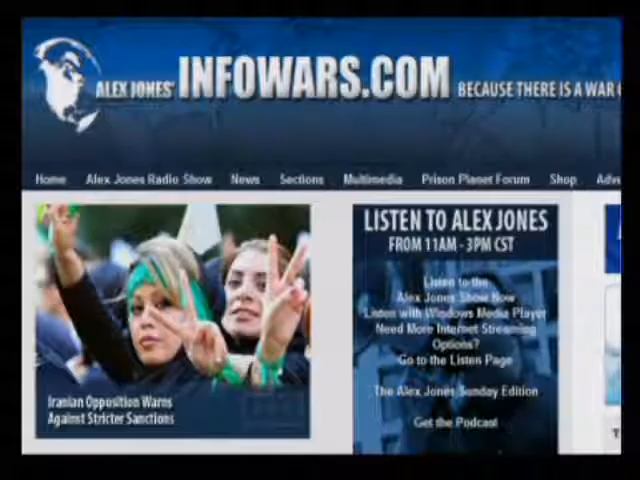 ALEX JONES' INFOWARS.COM BECAUSE THERE IS A WAR
Home Alex Jones Radio Show News Sections Multimedia Prison Planet Forum Shop
LISTEN TO ALEX JONES
FROM 11AM - 3PM CST
Listen to the
Alex Jones Show Now
Listen with Windows Media Player
Need More Internet Streaming
Options?
Go to the Listen Page
The Alex Jones Sunday Edition
Get the Podcast
Iranian Opposition Warns
Against Stricter Sanctions